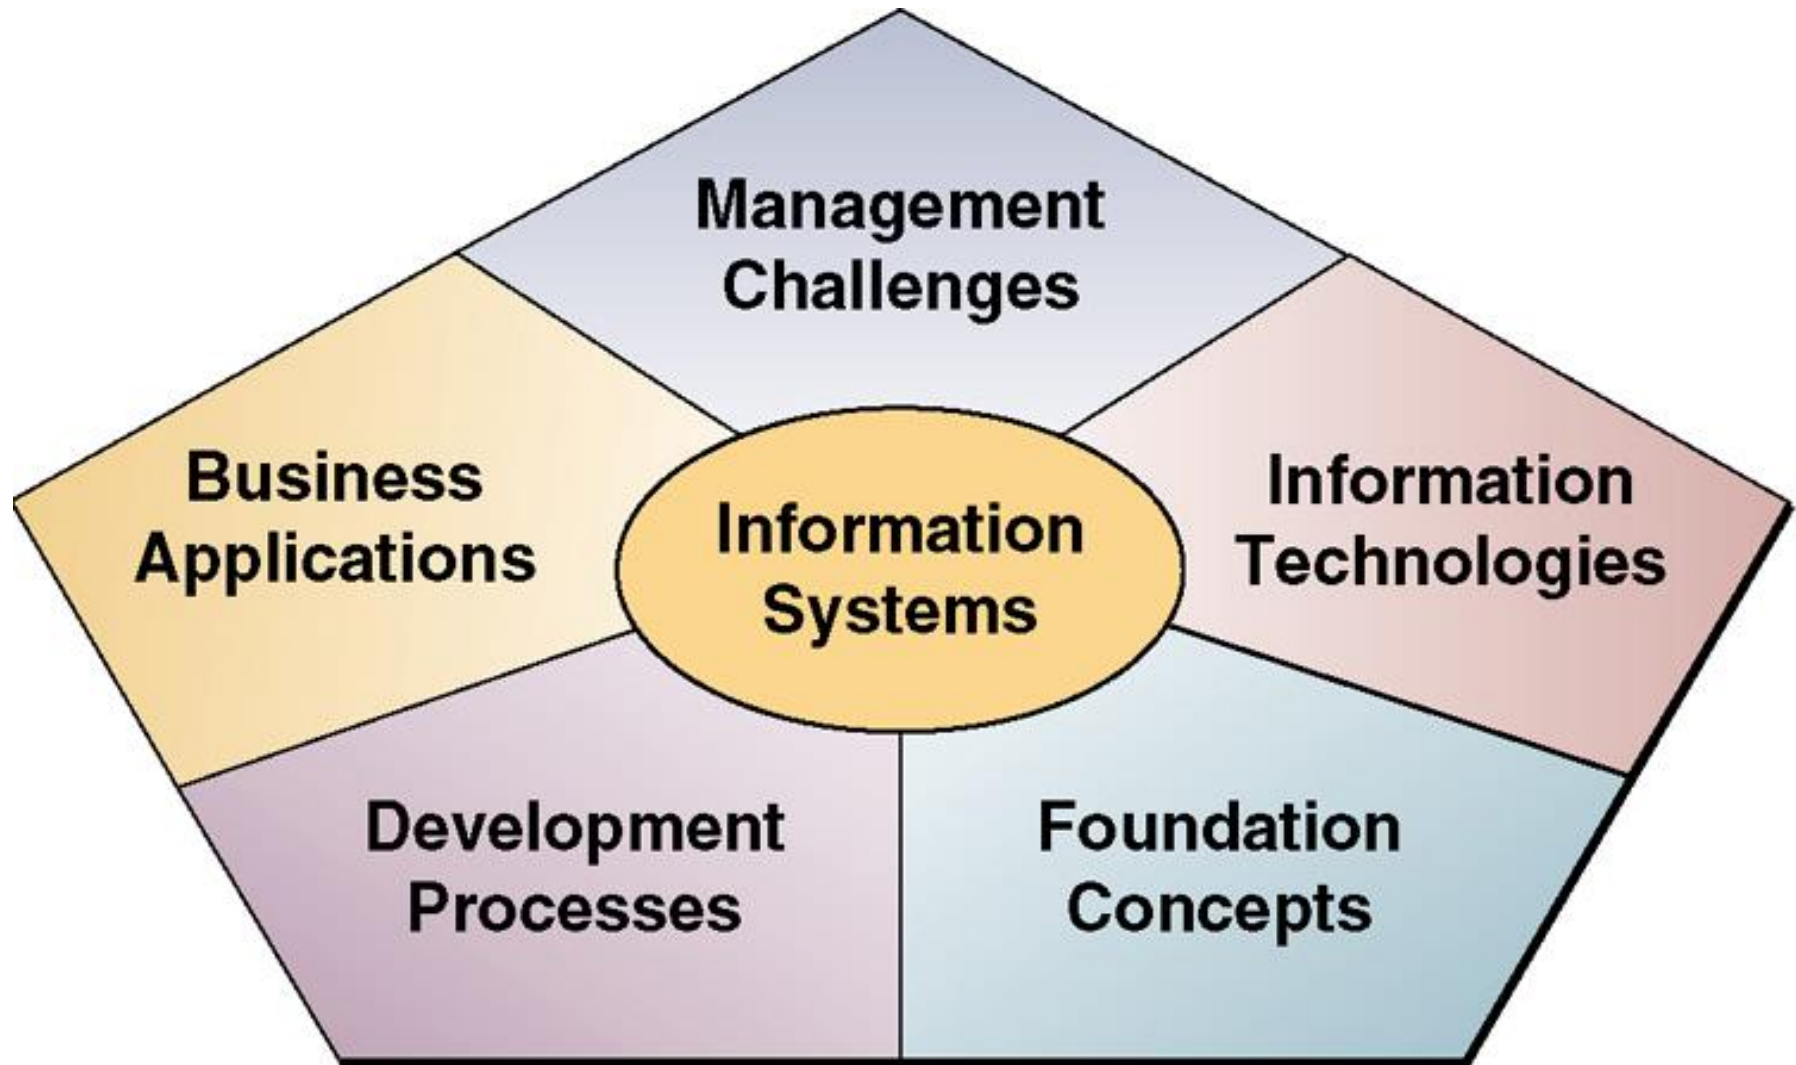 Management
Challenges
Business
Applications
Information
Systems
Information
Technologies
Development
Processes
Foundation
Concepts